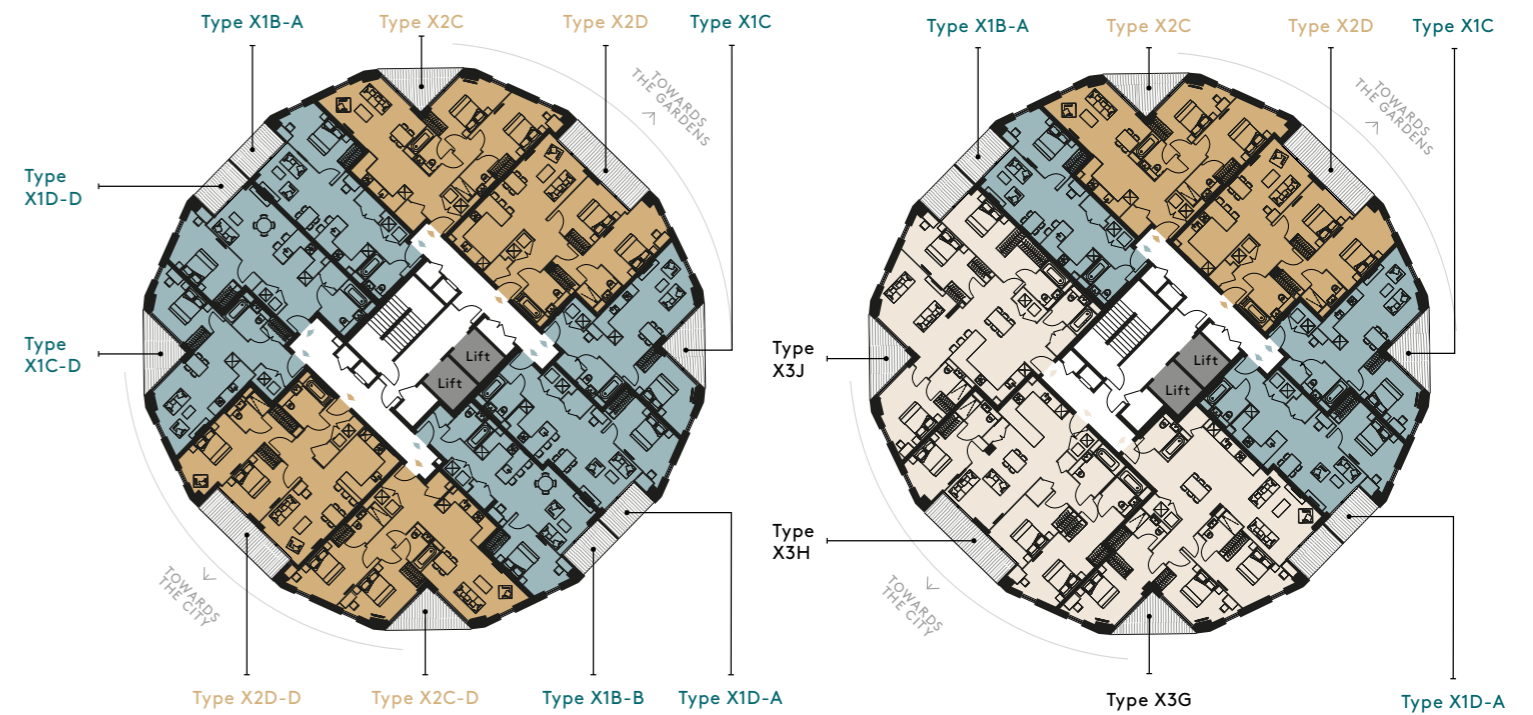 Type X1B-A
Type X2C
Type X2D
Type X1C
TOWARDS
THE GARDENS
Type
X1D-D
Type
X1C-D
Lift
Lift
TOWARDS
THE CITY
Type X2D-D
Type X2C-D
Type X1B-B
Type X1D-A
Type X1B-A
Type X2C
Type X2D
Type X1C
TOWARDS
THE GARDENS
Type
X3J
Lift
Lift
Type
X3H
TOWARDS
THE CITY
Type X3G
Type X1D-A